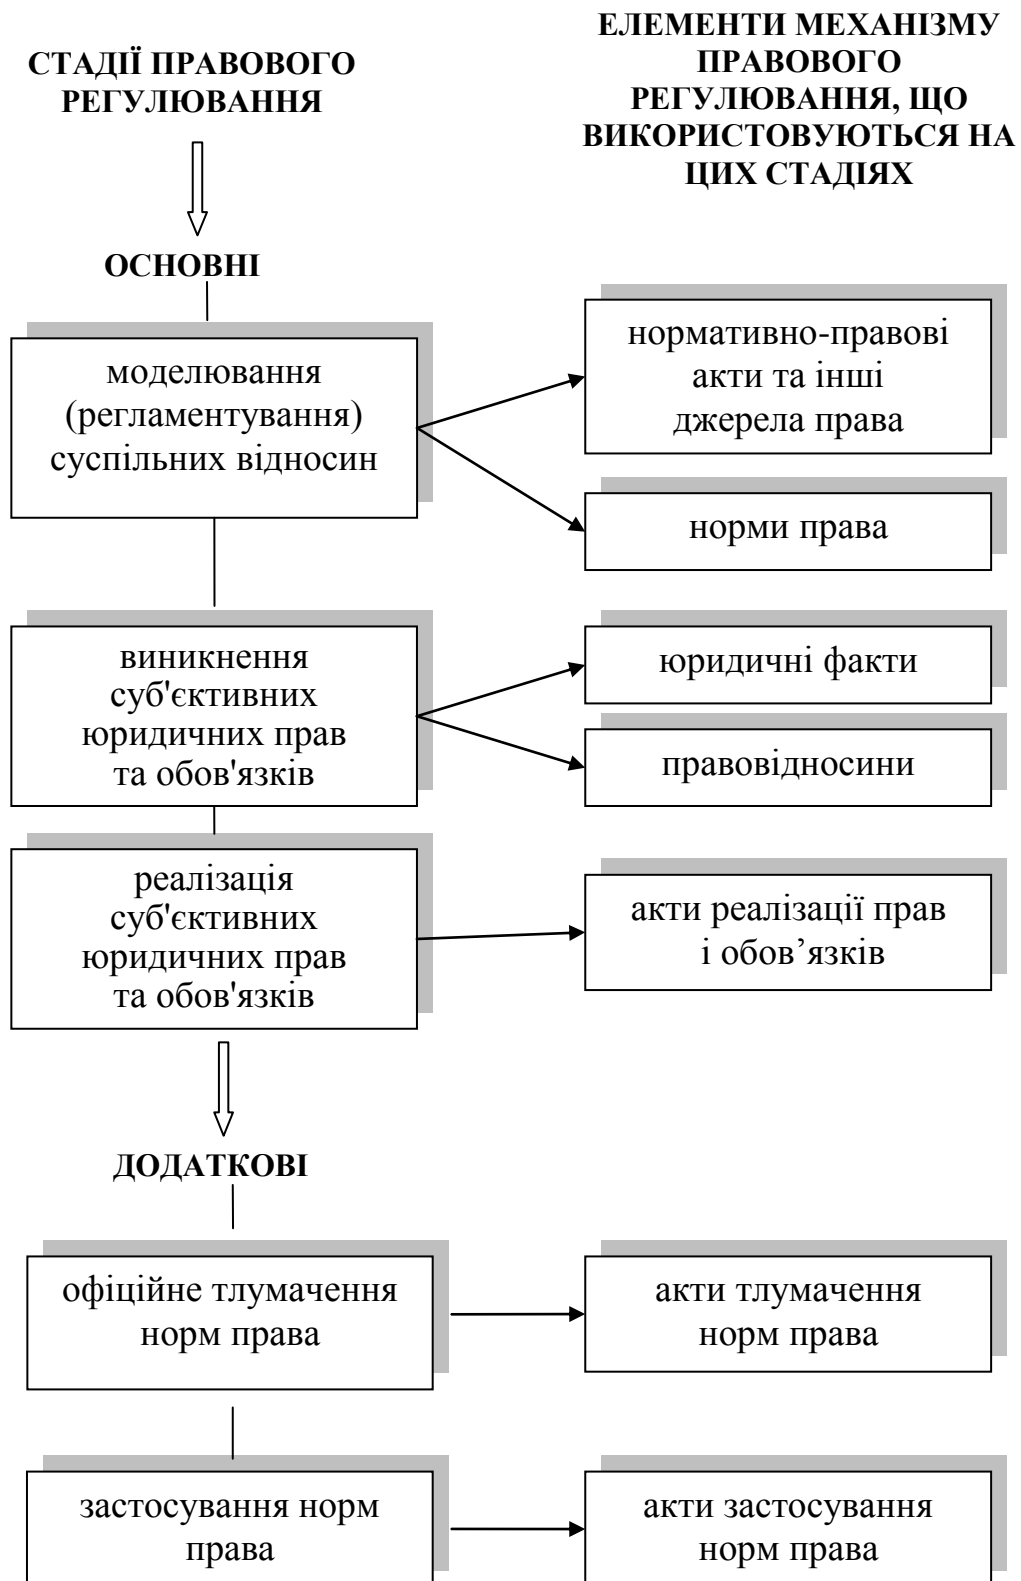 СТАДІЇ ПРАВОВОГО
РЕГУЛЮВАННЯ
ЕЛЕМЕНТИ МЕХАНІЗМУ
ПРАВОВОГО
РЕГУЛЮВАННЯ, ЩО
ВИКОРИСТОВУЮТЬСЯ НА
ЦИХ СТАДІЯХ
ОСНОВНІ
моделювання
(регламентування)
суспільних відносин
нормативно-правові
акти та інші
джерела права
норми права
виникнення
суб'єктивних
юридичних прав
та обов'язків
юридичні факти
правовідносини
реалізація
суб'єктивних
юридичних прав
та обов'язків
акти реалізації прав
і обов’язків
ДОДАТКОВІ
офіційне тлумачення
норм права
акти тлумачення
норм права
застосування норм
права
акти застосування
норм права